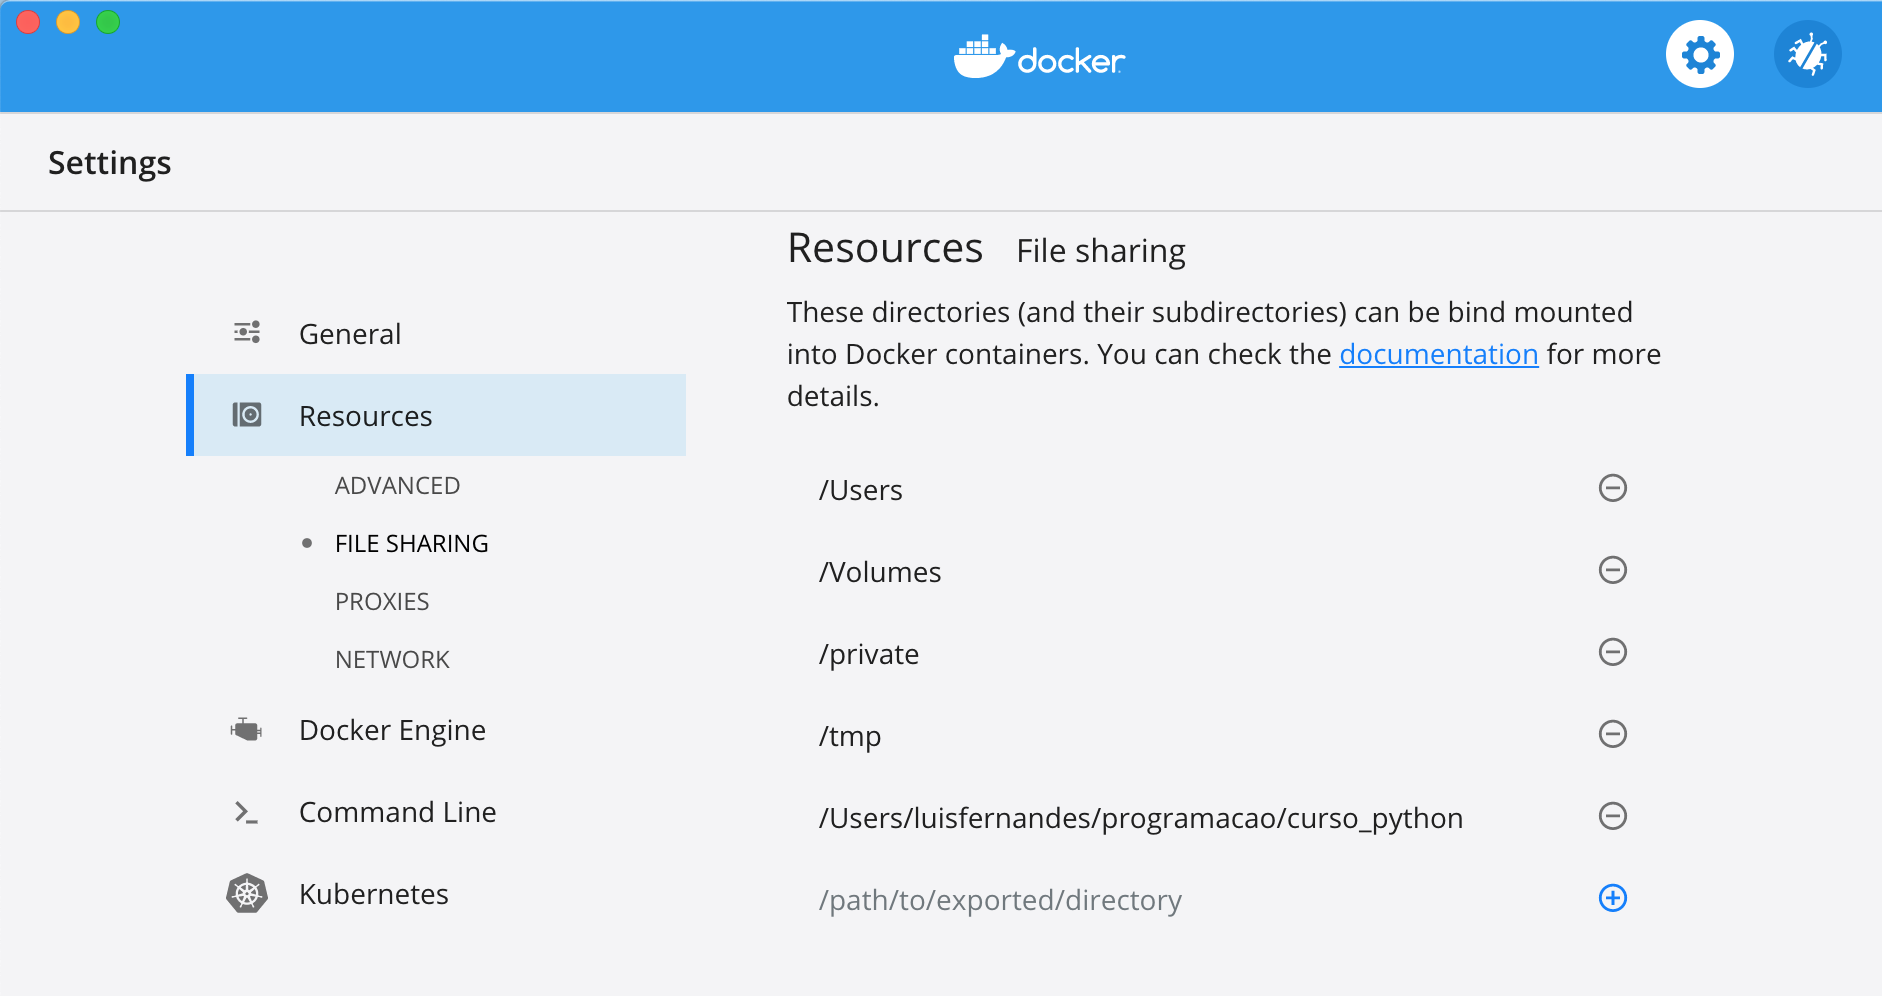 docker
Settings
General
Resources
ADVANCED
FILE SHARING
PROXIES
NETWORK
Docker Engine
Command Line
Kubernetes
Resources File sharing
These directories (and their subdirectories) can be bind mounted
into Docker containers. You can check the documentation for more
details.
/Users
/Volumes
/private
/tmp
/Users/luisfernandes/programacao/curso_python
/path/to/exported/directory